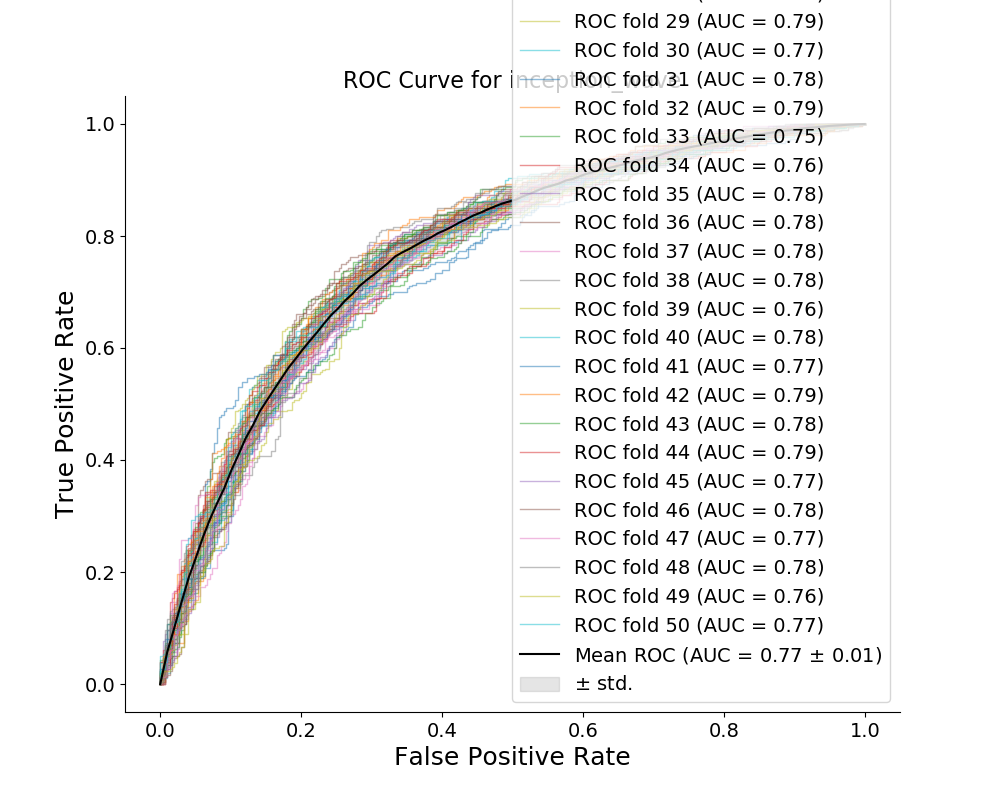 ROC fold 29 (AUC = 0.79)
ROC fold 30 (AUC = 0.77)
ROC Curve for inception_wave
ROC fold 31 (AUC = 0.78)
ROC fold 32 (AUC = 0.79)
ROC fold 33 (AUC = 0.75)
ROC fold 34 (AUC = 0.76)
ROC fold 35 (AUC = 0.78)
ROC fold 36 (AUC = 0.78)
ROC fold 37 (AUC = 0.78)
ROC fold 38 (AUC = 0.78)
ROC fold 39 (AUC = 0.76)
ROC fold 40 (AUC = 0.78)
ROC fold 41 (AUC = 0.77)
ROC fold 42 (AUC = 0.79)
ROC fold 43 (AUC = 0.78)
ROC fold 44 (AUC = 0.79)
ROC fold 45 (AUC = 0.77)
ROC fold 46 (AUC = 0.78)
ROC fold 47 (AUC = 0.77)
ROC fold 48 (AUC = 0.78)
ROC fold 49 (AUC = 0.76)
ROC fold 50 (AUC = 0.77)
Mean ROC (AUC = 0.77 ± 0.01)
± std.
True Positive Rate
1.0
0.8
0.6
0.4
0.2
0.0
0.0 0.2 0.4 0.6 0.8 1.0
False Positive Rate